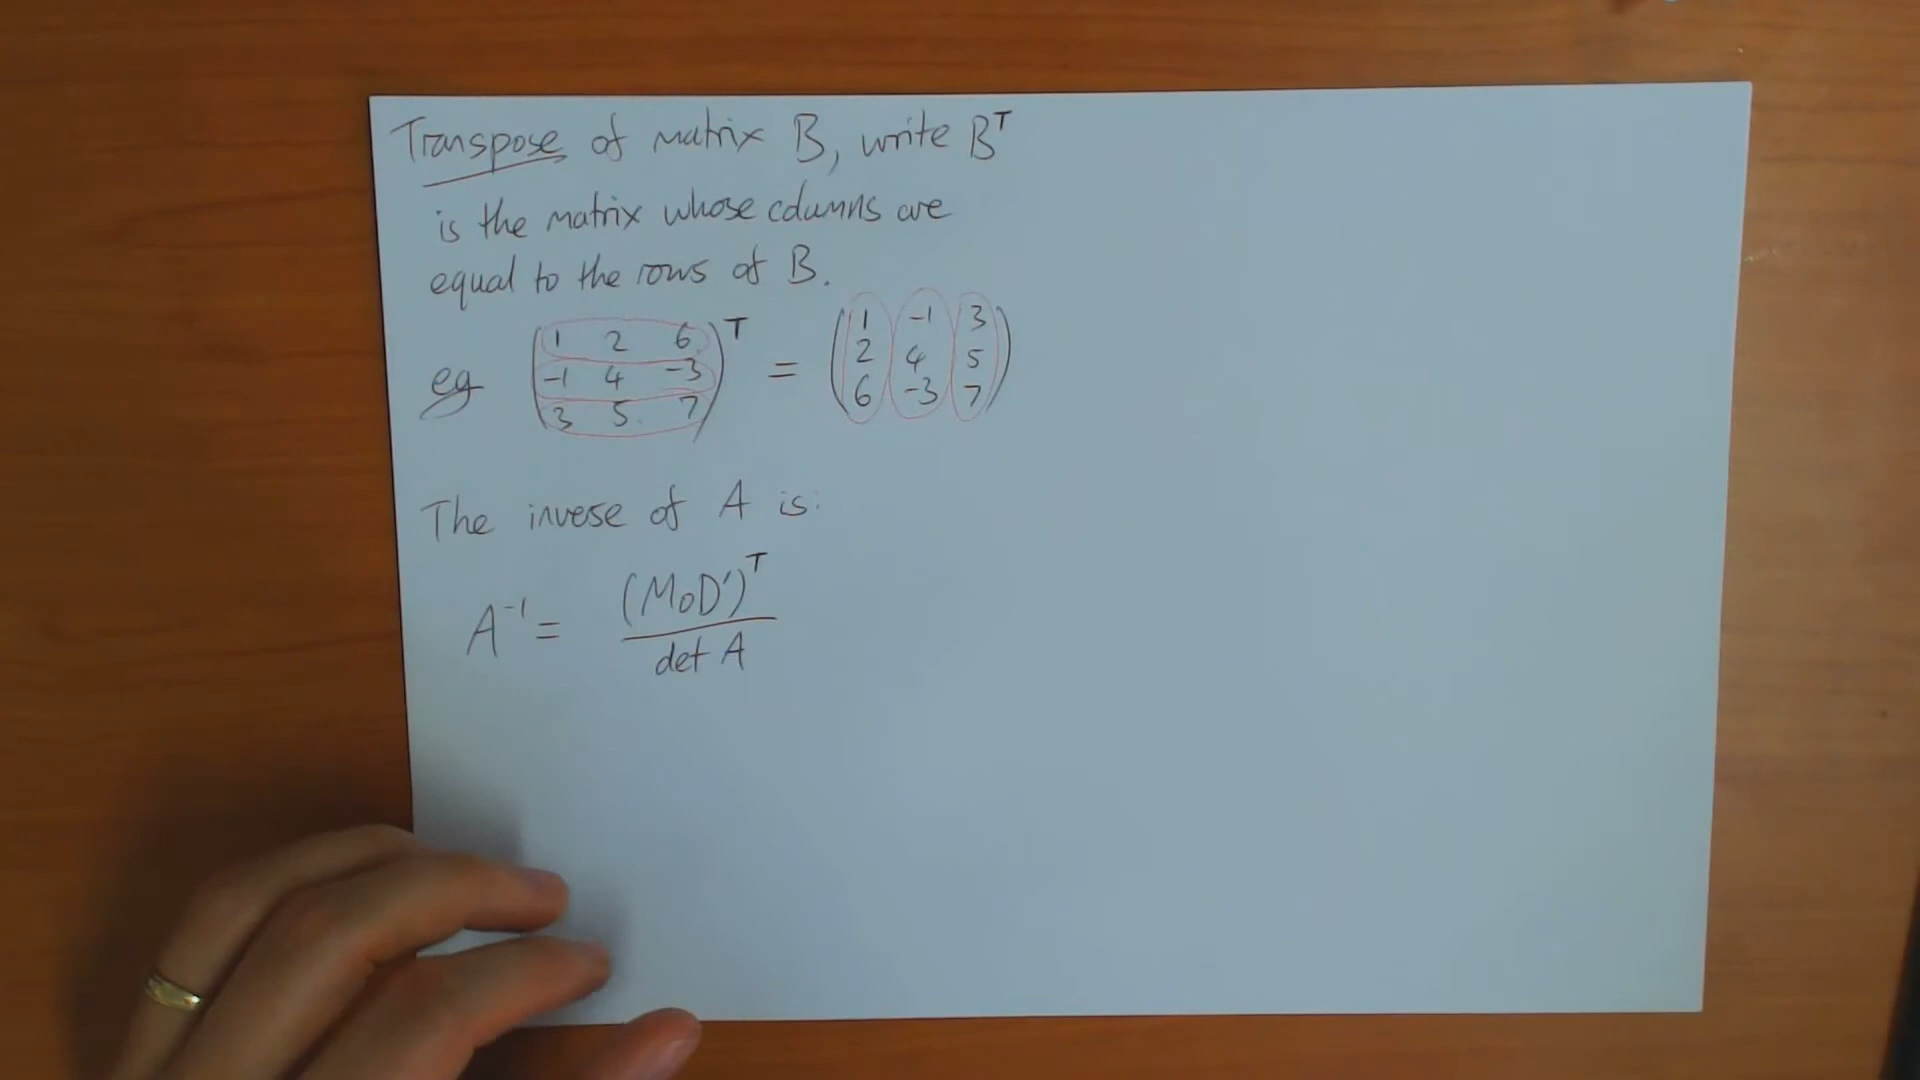 Transpose of matrix B, write Bᵀ
is the matrix whose columns are
equal to the rows of B.
eg (1 2 6; -1 4 -3; 3 5 7)ᵀ = (1 -1 3; 2 4 5; 6 -3 7)
The invese of A is:
A⁻¹ = (MoD')ᵀ / det A